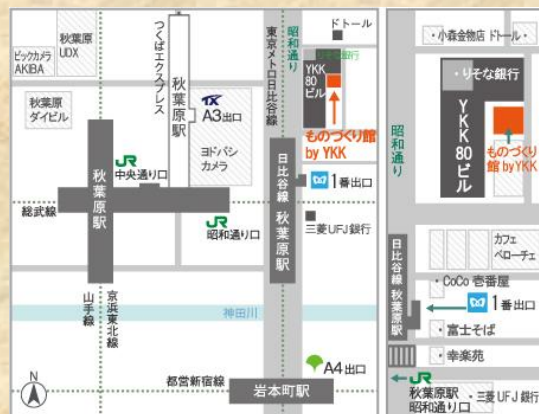 ビックカメラ
AKIBA
秋葉原
UDX
つくばエクスプレス
秋葉原駅
東京メトロ日比谷線
昭和通り
ドトール
りそな銀行
YKK
80
ビル
秋葉原
ダイビル
TX
A3出口
ヨドバシ
カメラ
ものづくり館
by YKK
JR
中央通り口
秋葉原駅
日比谷線 秋葉原駅
1番出口
総武線
JR
昭和通り口
三菱UFJ銀行
山手線
京浜東北線
神田川
N
都営新宿線
A4出口
岩本町駅
・小森金物店
ドトール・
・りそな銀行
昭和通り
YKK80ビル
ものづくり
館 by YKK
カフェ
ベローチェ
日比谷線 秋葉原駅
・CoCo 壱番屋
1番出口
・富士そば
・幸楽苑
JR
秋葉原駅
昭和通り口
・三菱UFJ銀行